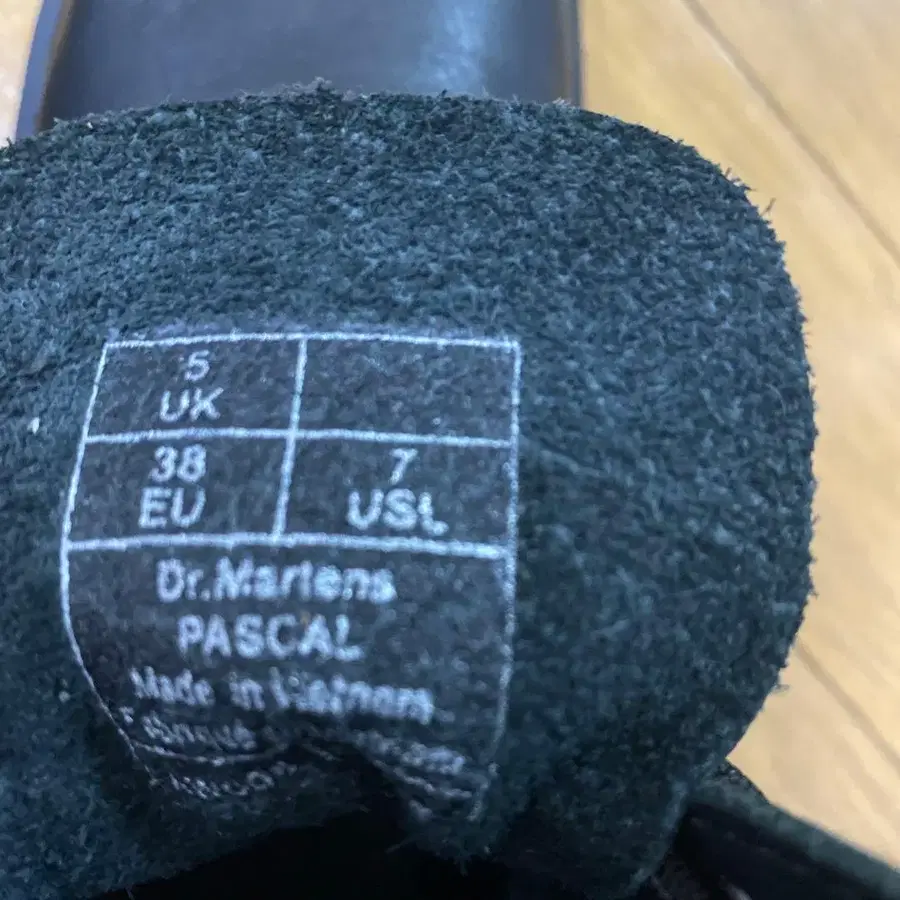 5
UK
38
EU
7
USL
Dr.Martens
PASCAL
Made in Vietnam